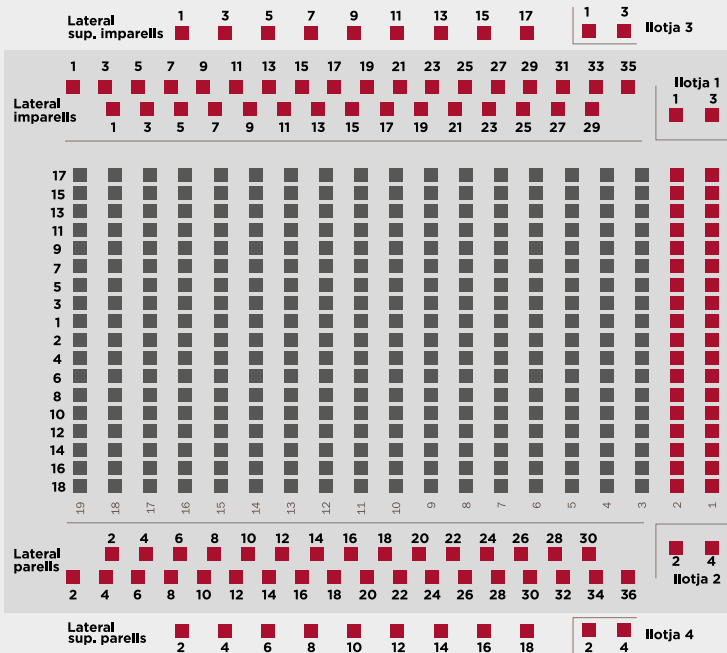 Lateral sup. imparells
1 3 5 7 9 11 13 15 17
1 3
llotja 3
1 3 5 7 9 11 13 15 17 19 21 23 25 27 29 31 33 35
Lateral imparells
1 3 5 7 9 11 13 15 17 19 21 23 25 27 29
llotja 1
1 3
17
15
13
11
9
7
5
3
1
2
4
6
8
10
12
14
16
18
19 18 17 16 15 14 13 12 11 10 9 8 7 6 5 4 3 2 1
Lateral parells
2 4 6 8 10 12 14 16 18 20 22 24 26 28 30
2 4 6 8 10 12 14 16 18 20 22 24 26 28 30 32 34 36
2 4
llotja 2
Lateral sup. parells
2 4 6 8 10 12 14 16 18
2 4
llotja 4